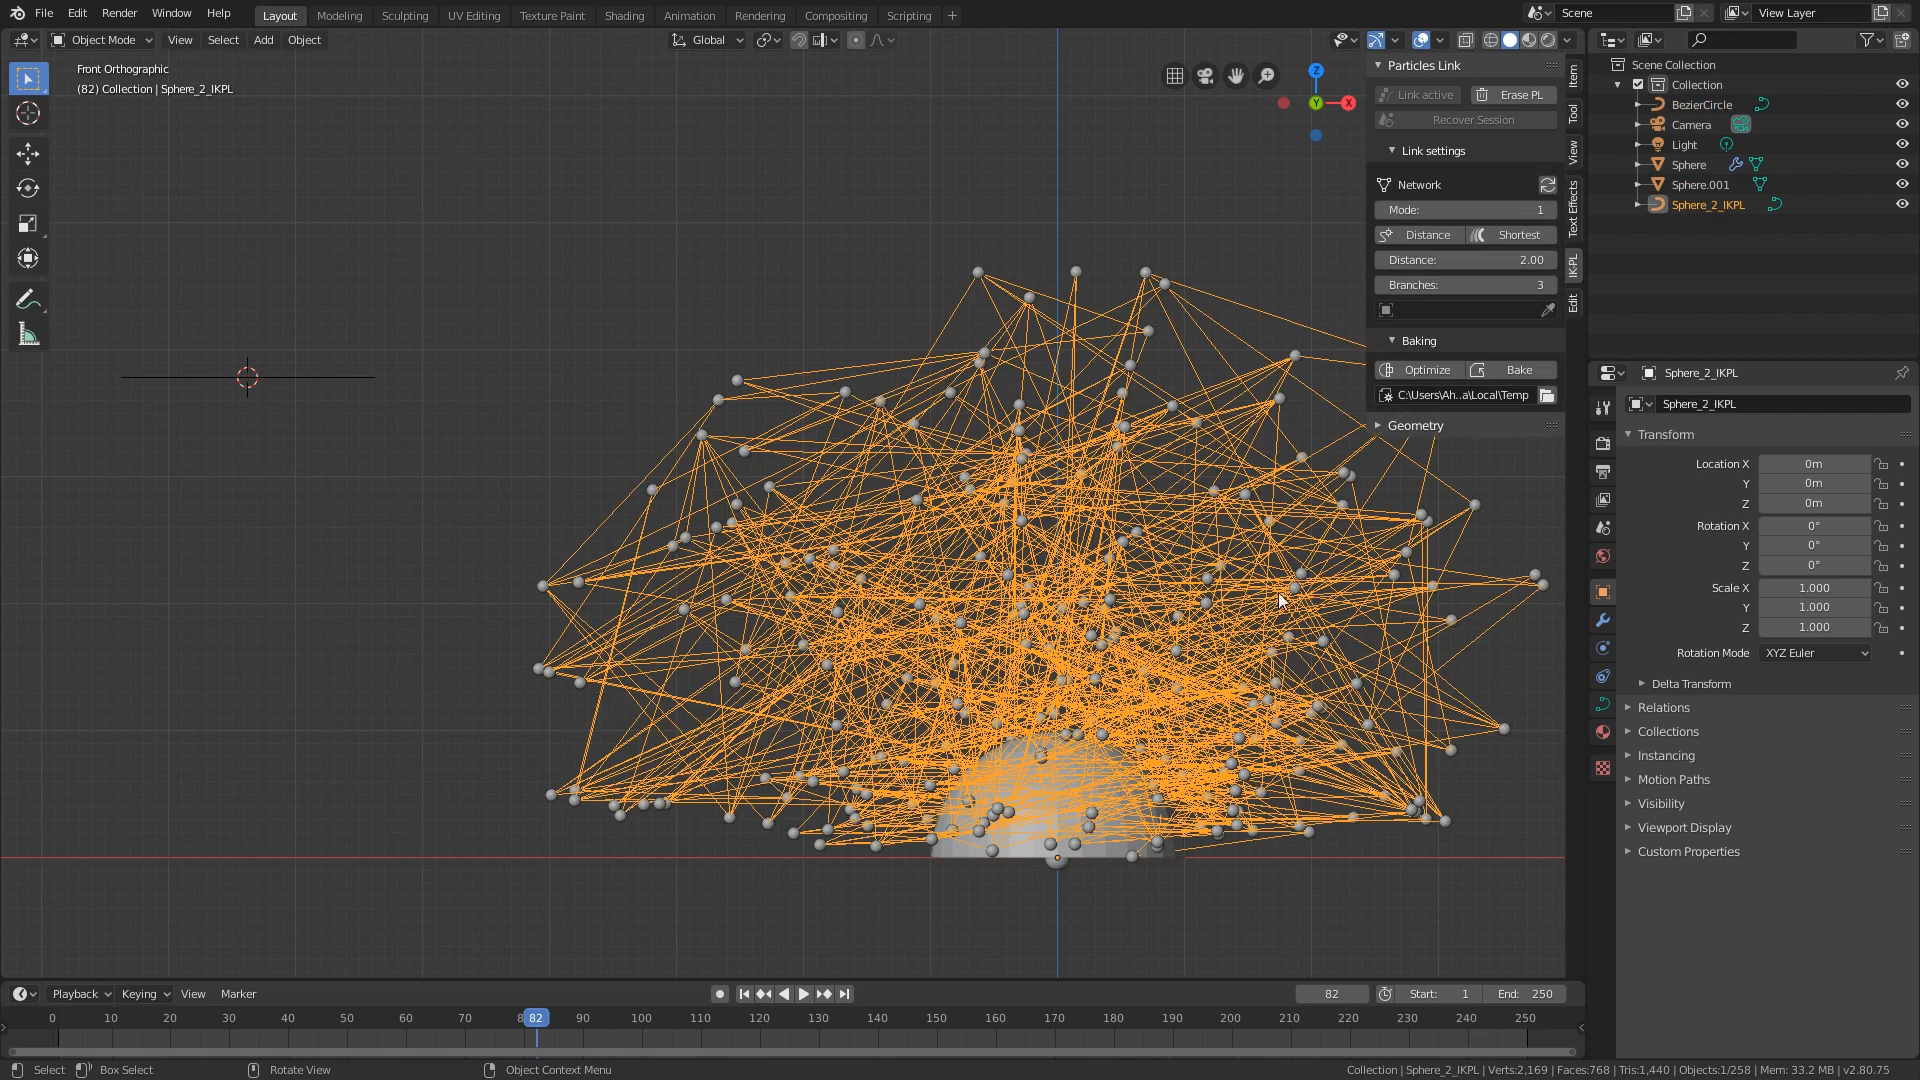 File Edit Render Window Help Layout Modeling Sculpting UV Editing Texture Paint Shading Animation Rendering Compositing Scripting + Scene View Layer
Object Mode View Select Add Object Global
Front Orthographic
(82) Collection | Sphere_2_IKPL
Z
Y
X
Particles Link
Link active Erase PL
Recover Session
Link settings
Network
Mode: 1
Distance Shortest
Distance: 2.00
Branches: 3
Baking
Optimize Bake
C:\Users\Ah..a\Local\Temp
Geometry
Item
Tool
View
Text Effects
IK-PL
Edit
Scene Collection
Collection
BezierCircle
Camera
Light
Sphere
Sphere.001
Sphere_2_IKPL
Sphere_2_IKPL
Sphere_2_IKPL
Transform
Location X 0m
Y 0m
Z 0m
Rotation X 0°
Y 0°
Z 0°
Scale X 1.000
Y 1.000
Z 1.000
Rotation Mode XYZ Euler
Delta Transform
Relations
Collections
Instancing
Motion Paths
Visibility
Viewport Display
Custom Properties
Playback Keying View Marker 82 Start: 1 End: 250
0 10 20 30 40 50 60 70 8 82 90 100 110 120 130 140 150 160 170 180 190 200 210 220 230 240 250
Select Box Select Rotate View Object Context Menu Collection | Sphere_2_IKPL | Verts:2,169 | Faces:768 | Tris:1,440 | Objects:1/258 | Mem: 33.2 MB | v2.80.75